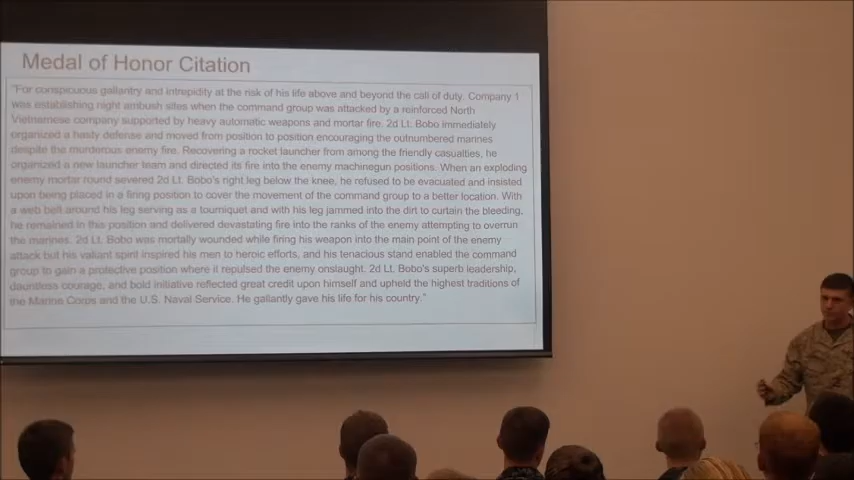 Medal of Honor Citation
"For conspicuous gallantry and intrepidity at the risk of his life above and beyond the call of duty. Company 1
was establishing night ambush sites when the command group was attacked by a reinforced North
Vietnamese company supported by heavy automatic weapons and mortar fire. 2d Lt. Bobo immediately
organized a hasty defense and moved from position to position encouraging the outnumbered marines
despite the murderous enemy fire. Recovering a rocket launcher from among the friendly casualties, he
organized a new launcher team and directed its fire into the enemy machinegun positions. When an exploding
enemy mortar round severed 2d Lt. Bobo's right leg below the knee, he refused to be evacuated and insisted
upon being placed in a firing position to cover the movement of the command group to a better location. With
a web belt around his leg serving as a tourniquet and with his leg jammed into the dirt to curtain the bleeding,
he remained in this position and delivered devastating fire into the ranks of the enemy attempting to overrun
the marines. 2d Lt. Bobo was mortally wounded while firing his weapon into the main point of the enemy
attack but his valiant spirit inspired his men to heroic efforts, and his tenacious stand enabled the command
group to gain a protective position where it repulsed the enemy onslaught. 2d Lt. Bobo's superb leadership,
dauntless courage, and bold initiative reflected great credit upon himself and upheld the highest traditions of
the Marine Corps and the U.S. Naval Service. He gallantly gave his life for his country."